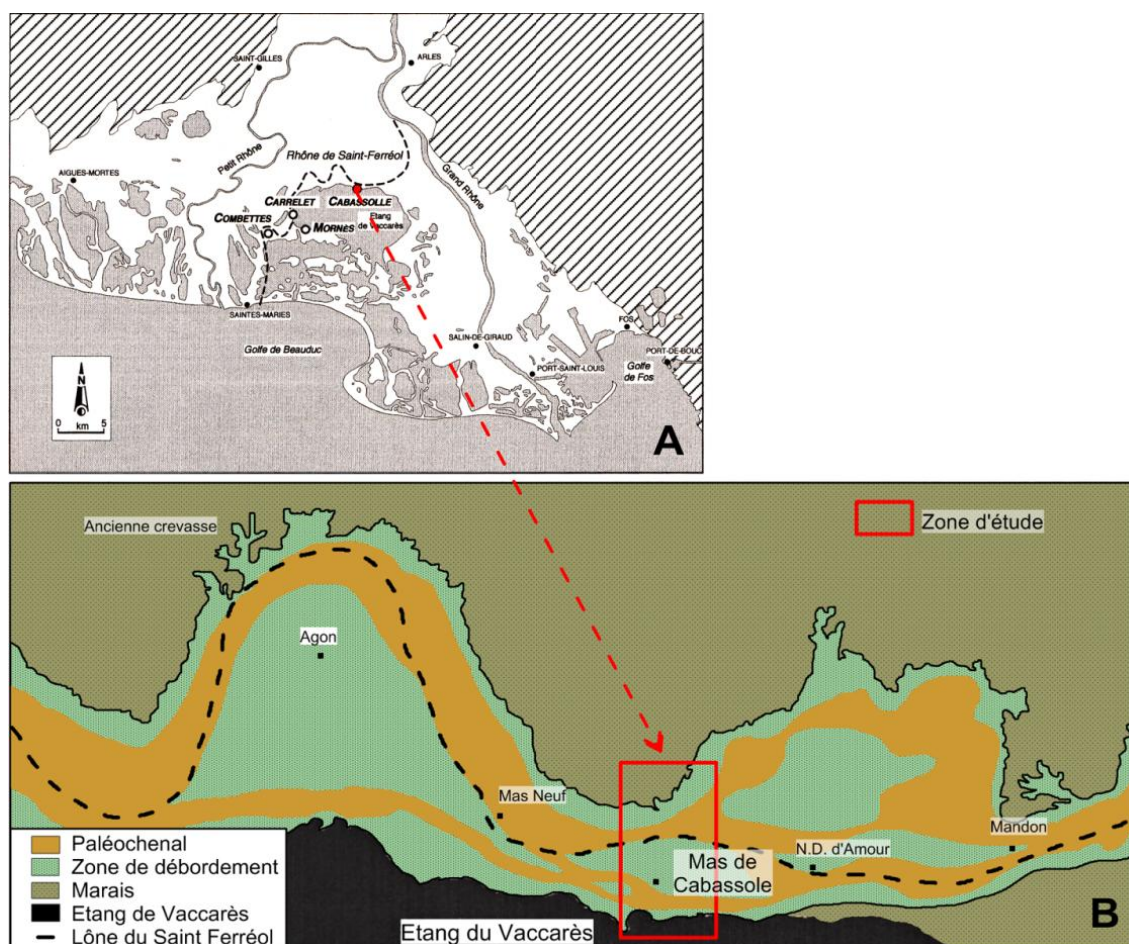 SAINT-GILLES
ARLES
Petit Rhône
Rhône de Saint-Ferréol
Grand Rhône
AIGUES-MORTES
CARRELET
CABASSOLLE
COMBETTES
MORNÈS
Etang
de Vaccarès
SAINTES-MARIES
FOS
Golfe de Beauduc
SALIN-DE-GIRAUD
PORT-DE-BOUC
Golfe
de Fos
PORT-SAINT-LOUIS
N
0 km 5
A
Ancienne crevasse
Zone d'étude
Agon
Mas Neuf
Mandon
N.D. d'Amour
Mas de
Cabassole
Paléochenal
Zone de débordement
Marais
Etang de Vaccarès
Lône du Saint Ferréol
Etang du Vaccarès
B